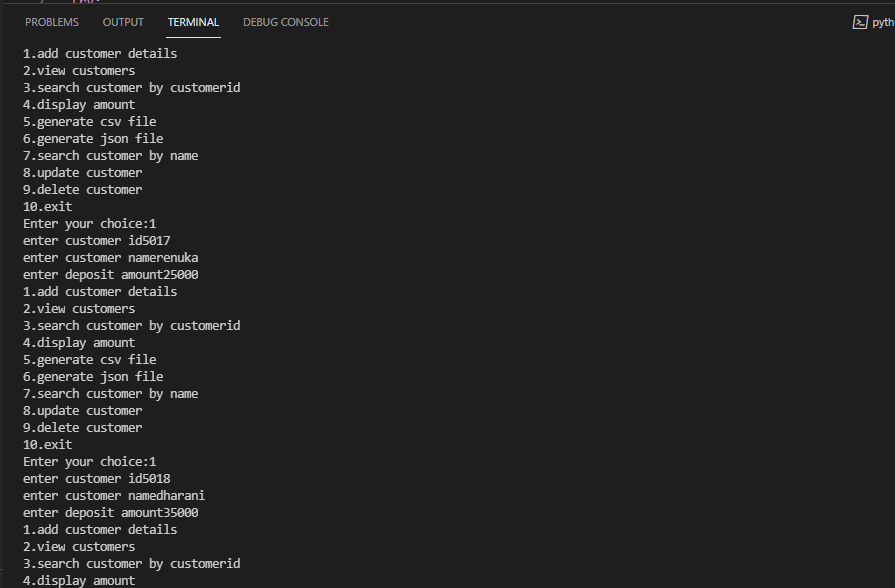 PROBLEMS OUTPUT TERMINAL DEBUG CONSOLE pyth
1.add customer details
2.view customers
3.search customer by customerid
4.display amount
5.generate csv file
6.generate json file
7.search customer by name
8.update customer
9.delete customer
10.exit
Enter your choice:1
enter customer id5017
enter customer namerenuka
enter deposit amount25000
1.add customer details
2.view customers
3.search customer by customerid
4.display amount
5.generate csv file
6.generate json file
7.search customer by name
8.update customer
9.delete customer
10.exit
Enter your choice:1
enter customer id5018
enter customer namedharani
enter deposit amount35000
1.add customer details
2.view customers
3.search customer by customerid
4.display amount